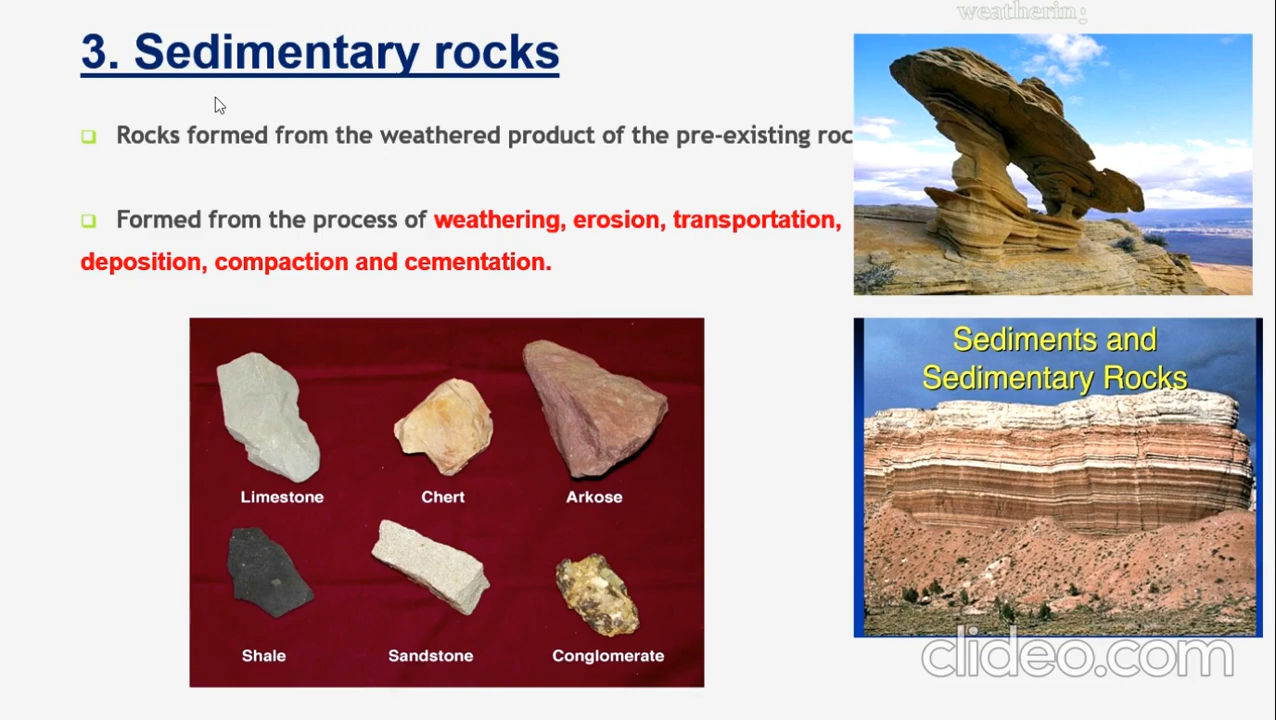 weathering
3. Sedimentary rocks
Rocks formed from the weathered product of the pre-existing roc
Formed from the process of weathering, erosion, transportation,
deposition, compaction and cementation.
Sediments and
Sedimentary Rocks
Limestone Chert Arkose
Shale Sandstone Conglomerate
clideo.com